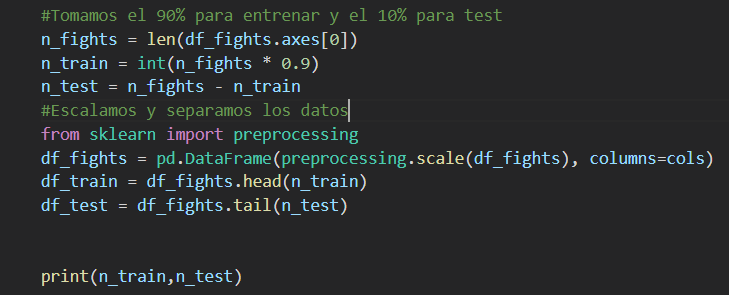 #Tomamos el 90% para entrenar y el 10% para test
n_fights = len(df_fights.axes[0])
n_train = int(n_fights * 0.9)
n_test = n_fights - n_train
#Escalamos y separamos los datos
from sklearn import preprocessing
df_fights = pd.DataFrame(preprocessing.scale(df_fights), columns=cols)
df_train = df_fights.head(n_train)
df_test = df_fights.tail(n_test)
print(n_train,n_test)